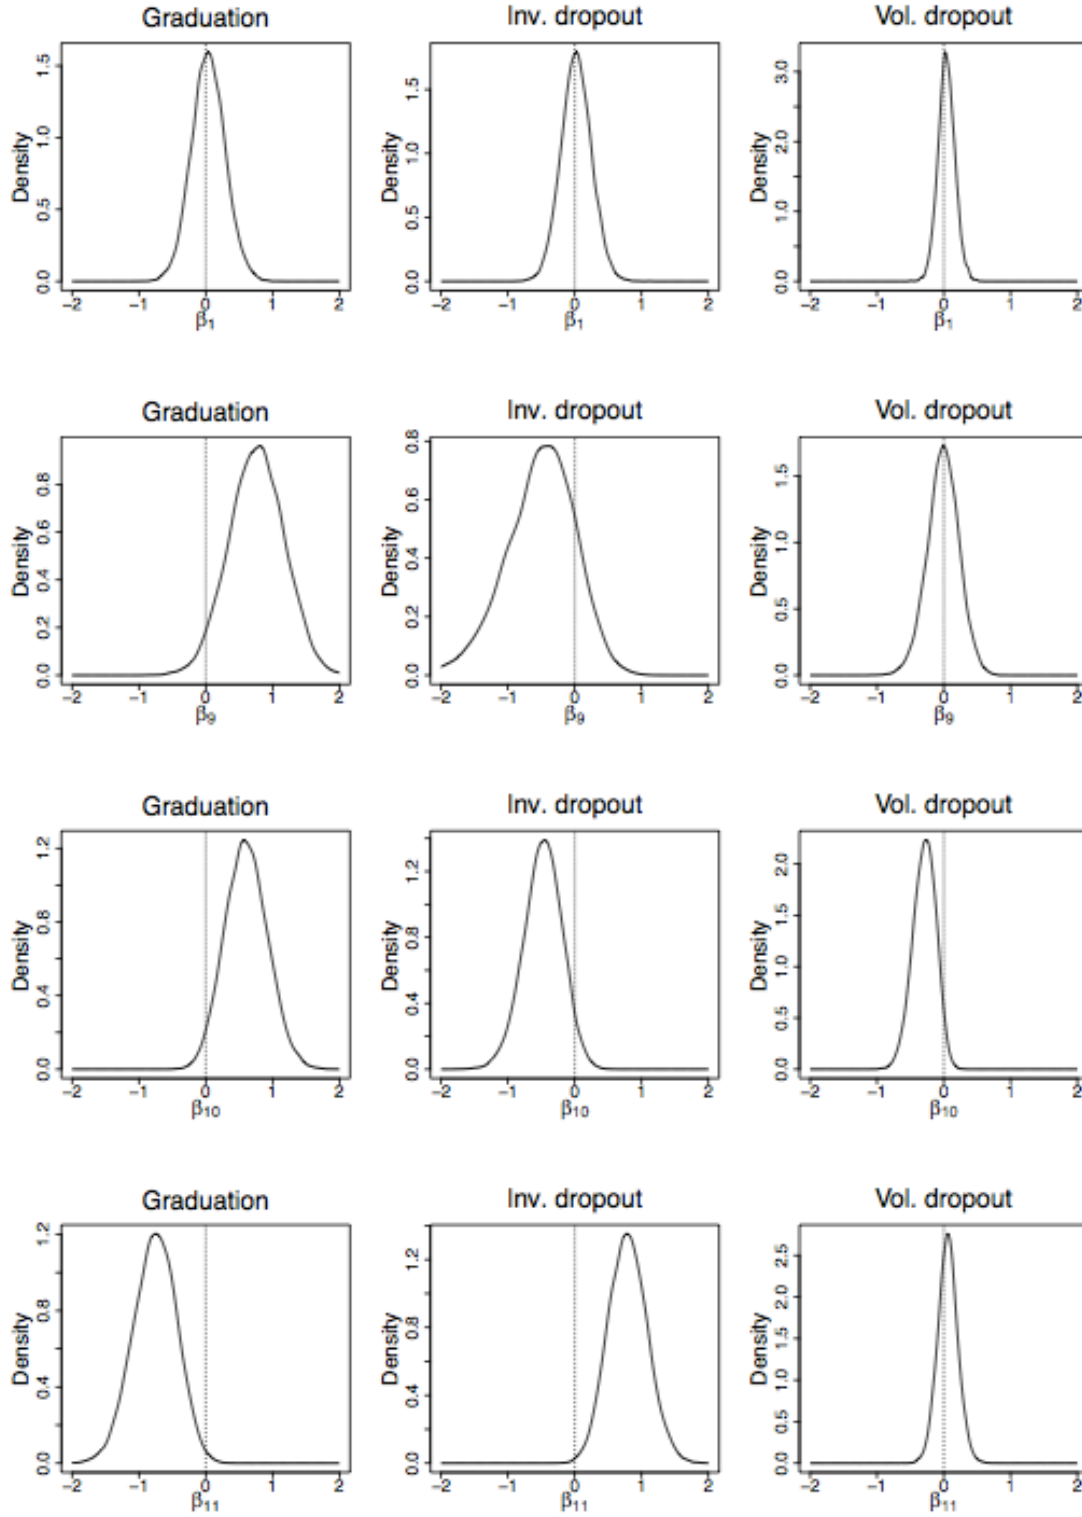 Graduation
Inv. dropout
Vol. dropout
Density
0.0 0.5 1.0 1.5
−2 −1 0 1 2
β1
Density
0.0 0.5 1.0 1.5
−2 −1 0 1 2
β1
Density
0.0 1.0 2.0 3.0
−2 −1 0 1 2
β1
Graduation
Inv. dropout
Vol. dropout
Density
0.0 0.2 0.4 0.6 0.8
−2 −1 0 1 2
β9
Density
0.0 0.2 0.4 0.6 0.8
−2 −1 0 1 2
β9
Density
0.0 0.5 1.0 1.5
−2 −1 0 1 2
β9
Graduation
Inv. dropout
Vol. dropout
Density
0.0 0.4 0.8 1.2
−2 −1 0 1 2
β10
Density
0.0 0.4 0.8 1.2
−2 −1 0 1 2
β10
Density
0.0 0.5 1.0 1.5 2.0
−2 −1 0 1 2
β10
Graduation
Inv. dropout
Vol. dropout
Density
0.0 0.4 0.8 1.2
−2 −1 0 1 2
β11
Density
0.0 0.4 0.8 1.2
−2 −1 0 1 2
β11
Density
0.0 0.5 1.0 1.5 2.0 2.5
−2 −1 0 1 2
β11